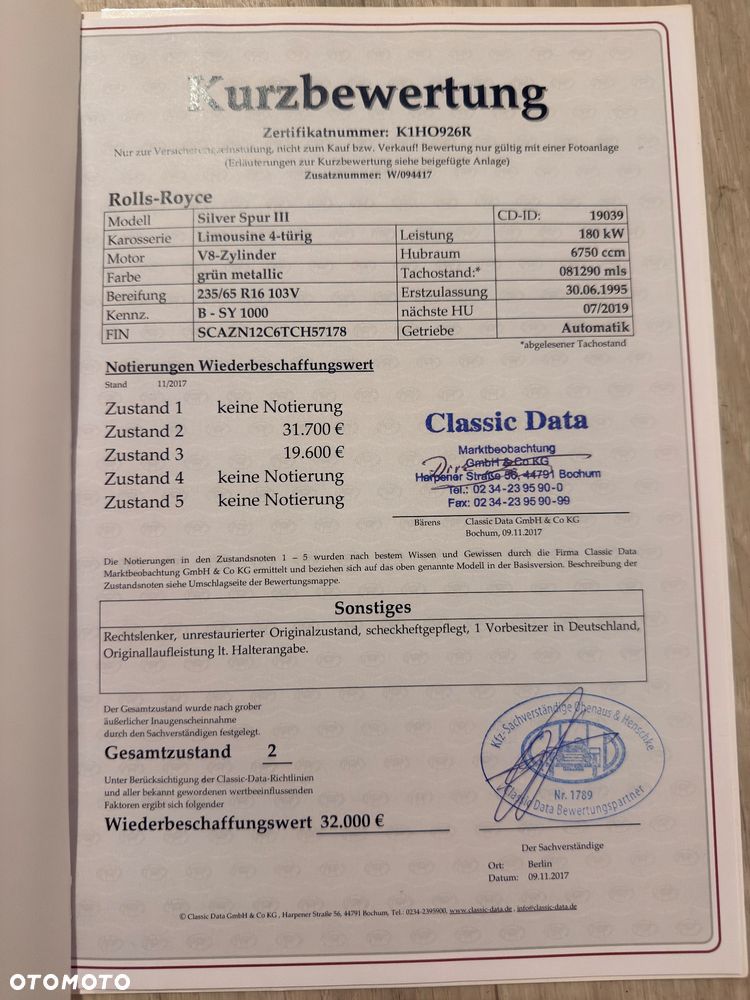 Kurzbewertung
Zertifikatnummer: K1HO926R
Nur zur Versicherungseinstufung, nicht zum Kauf bzw. Verkauf! Bewertung nur gültig mit einer Fotoanlage
(Erläuterungen zur Kurzbewertung siehe beigefügte Anlage)
Zusatznummer: W/094417
Rolls-Royce
Modell Silver Spur III CD-ID: 19039
Karosserie Limousine 4-türig Leistung 180 kW
Motor V8-Zylinder Hubraum 6750 ccm
Farbe grün metallic Tachostand:* 081290 mls
Bereifung 235/65 R16 103V Erstzulassung 30.06.1995
Kennz. B - SY 1000 nächste HU 07/2019
FIN SCAZN12C6TCH57178 Getriebe Automatik
*abgelesener Tachostand
Notierungen Wiederbeschaffungswert
Stand 11/2017
Zustand 1 keine Notierung
Zustand 2 31.700 €
Zustand 3 19.600 €
Zustand 4 keine Notierung
Zustand 5 keine Notierung
Classic Data
Marktbeobachtung
GmbH & Co KG
Harpener Straße 56, 44791 Bochum
Tel.: 02 34-23 95 90-0
Fax: 02 34-23 95 90-99
Bärens Classic Data GmbH & Co KG
Bochum, 09.11.2017
Die Notierungen in den Zustandsnoten 1 – 5 wurden nach bestem Wissen und Gewissen durch die Firma Classic Data
Marktbeobachtung GmbH & Co KG ermittelt und beziehen sich auf das oben genannte Modell in der Basisversion. Beschreibung der
Zustandsnoten siehe Umschlagseite der Bewertungsmappe.
Sonstiges
Rechtslenker, unrestaurierter Originalzustand, scheckheftgepflegt, 1 Vorbesitzer in Deutschland,
Originallaufleistung lt. Halterangabe.
Der Gesamtzustand wurde nach grober
äußerlicher Inaugenscheinnahme
durch den Sachverständigen festgelegt.
Gesamtzustand 2
Unter Berücksichtigung der Classic-Data-Richtlinien
und aller bekannt gewordenen wertbeeinflussenden
Faktoren ergibt sich folgender
Wiederbeschaffungswert 32.000 €
Kfz-Sachverständige Obenaus & Henschke
Nr. 1789
Classic Data Bewertungspartner
Der Sachverständige
Ort: Berlin
Datum: 09.11.2017
© Classic Data GmbH & Co KG , Harpener Straße 56, 44791 Bochum, Tel.: 0234-2395900, www.classic-data.de , info@classic-data.de
OTOMOTO